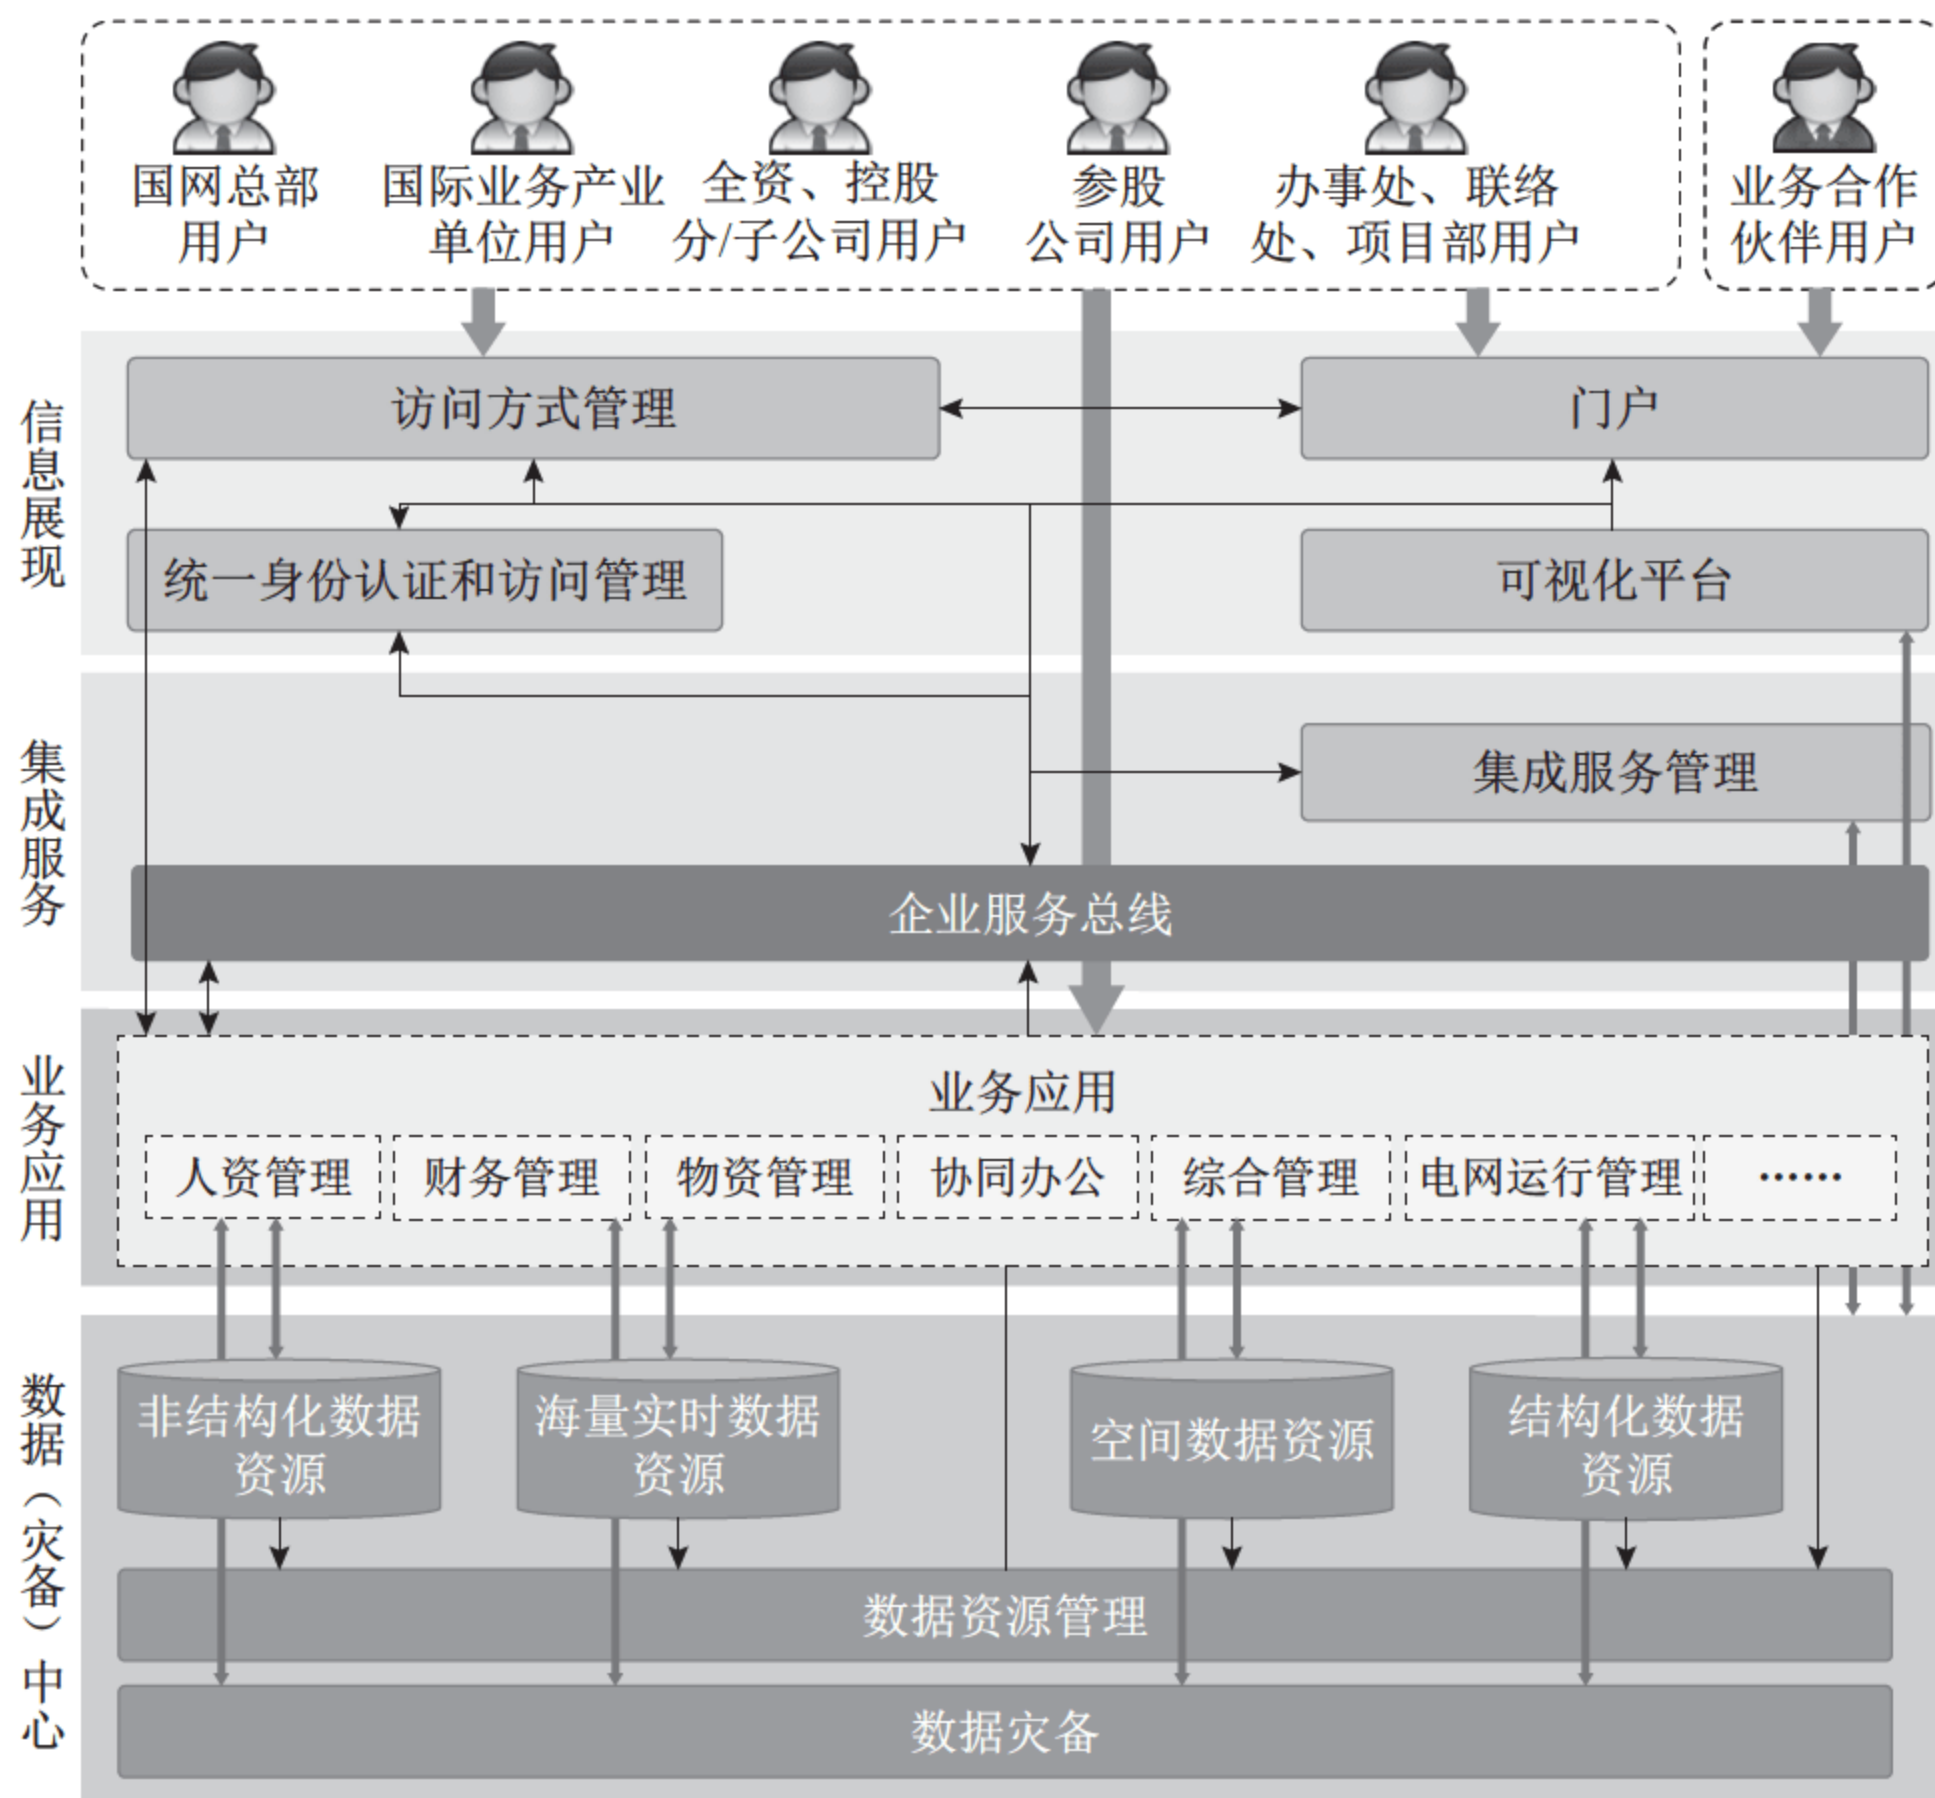 国网总部
用户
国际业务产业
单位用户
全资、控股
分/子公司用户
参股
公司用户
办事处、联络
处、项目部用户
业务合作
伙伴用户
信息展现
访问方式管理
门户
统一身份认证和访问管理
可视化平台
集成服务
集成服务管理
企业服务总线
业务应用
业务应用
人资管理
财务管理
物资管理
协同办公
综合管理
电网运行管理
……
数据（灾备）中心
非结构化数据
资源
海量实时数据
资源
空间数据资源
结构化数据
资源
数据资源管理
数据灾备